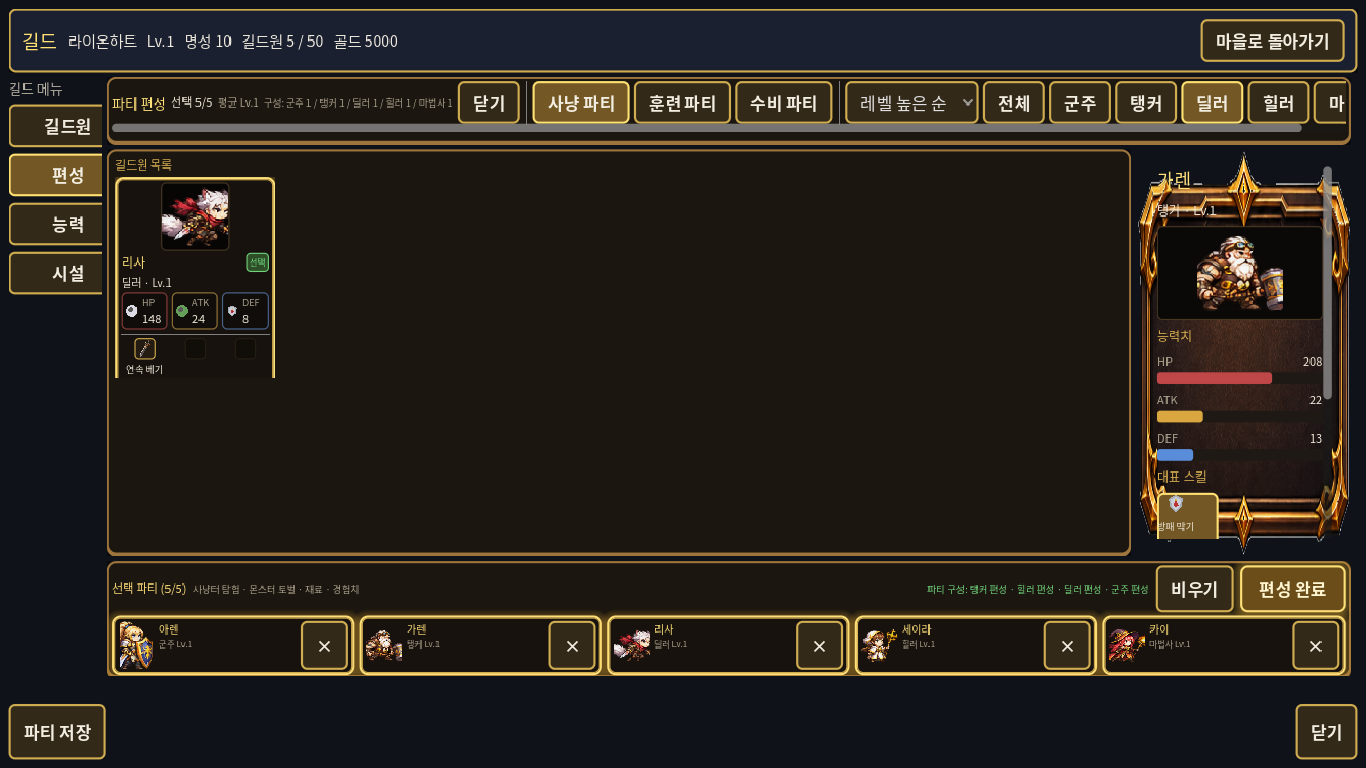 길드 라이온하트 Lv.1 명성 10 길드원 5 / 50 골드 5000 마을로 돌아가기
길드 메뉴
길드원
편성
능력
시설
파티 편성 선택 5/5 평균 Lv.1 구성: 군주 1 / 탱커 1 / 딜러 1 / 힐러 1 / 마법사 1 닫기 사냥 파티 훈련 파티 수비 파티 레벨 높은 순 전체 군주 탱커 딜러 힐러 마
길드원 목록
리사 선택
딜러 · Lv.1
HP 148 ATK 24 DEF 8
연속 베기
가렌
탱커 · Lv.1
능력치
HP 208
ATK 22
DEF 13
대표 스킬
방패 막기
선택 파티 (5/5) 사냥터 탐험 · 몬스터 토벌 · 재료 · 경험치 파티 구성: 탱커 편성 · 힐러 편성 · 딜러 편성 · 군주 편성 비우기 편성 완료
아렌
군주 Lv.1
×
가렌
탱커 Lv.1
×
리사
딜러 Lv.1
×
세이라
힐러 Lv.1
×
카이
마법사 Lv.1
×
파티 저장 닫기